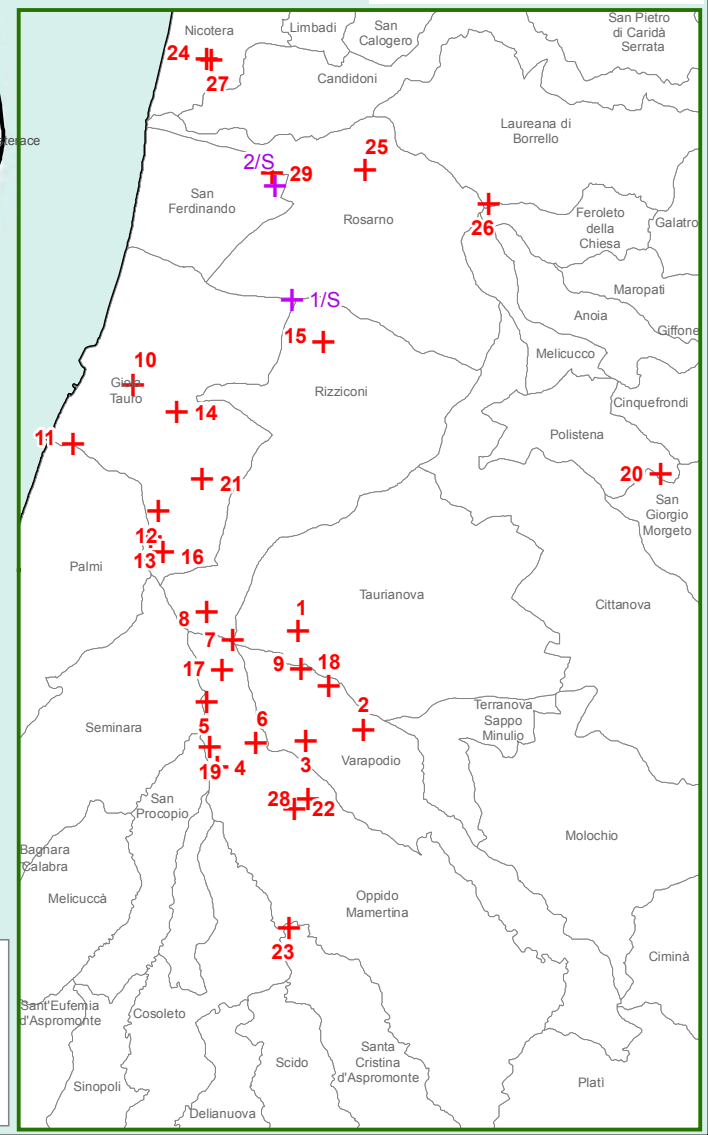 Nicotera
Limbadi
San
Calogero
San Pietro
di Caridà
Serrata
24
27
Candidoni
Laureana di
Borrello
25
2/S
29
San
Ferdinando
Rosarno
26
Feroleto
della
Chiesa
Galatro
Maropati
1/S
Anoia
Giffone
15
Melicucco
10
Gioia
Tauro
Rizziconi
Cinquefrondi
14
11
Polistena
20
21
San
Giorgio
Morgeto
12
13
16
Palmi
Taurianova
Cittanova
8
1
7
9
18
17
2
Terranova
Sappo
Minulio
Seminara
5
6
3
Varapodio
19
4
San
Procopio
28
22
Molochio
Bagnara
Calabra
Melicuccà
Oppido
Mamertina
23
Ciminà
Sant'Eufemia
d'Aspromonte
Cosoleto
Scido
Santa
Cristina
d'Aspromonte
Sinopoli
Platì
Delianuova